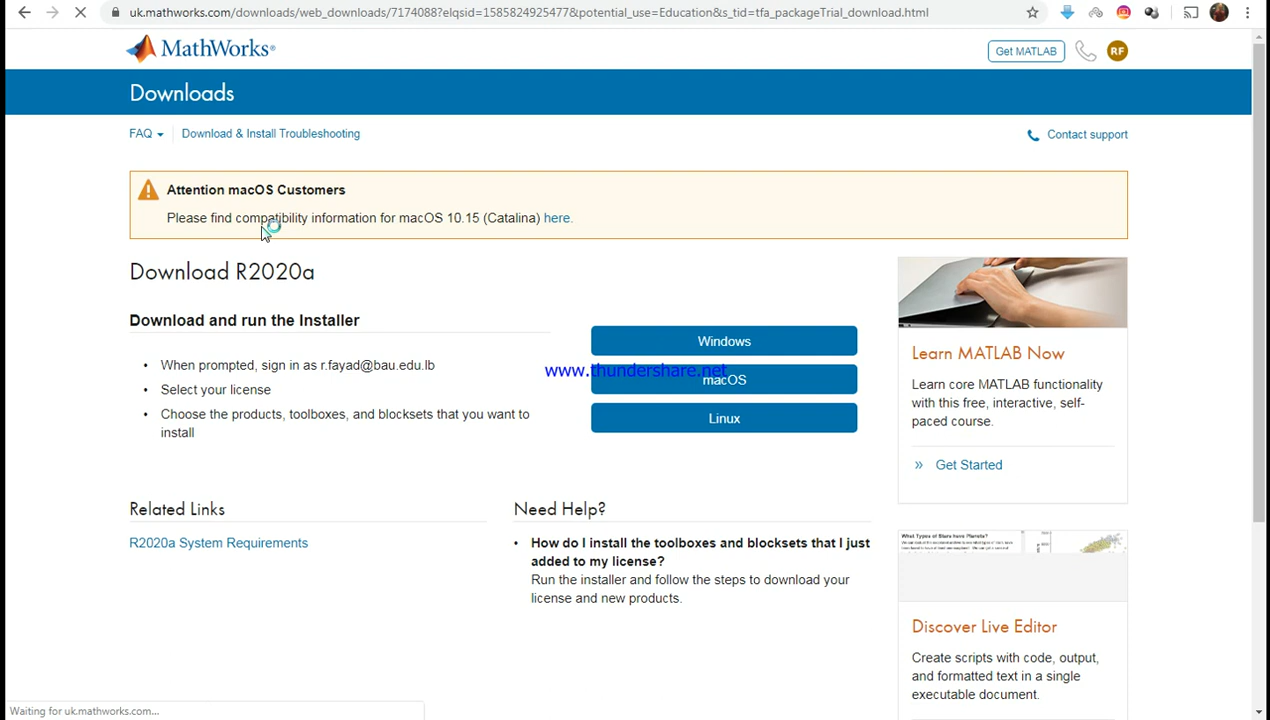 uk.mathworks.com/downloads/web_downloads/7174088?elqsid=1585824925477&potential_use=Education&s_tid=tfa_packageTrial_download.html
MathWorks®
Get MATLAB
RF
Downloads
FAQ
Download & Install Troubleshooting
Contact support
Attention macOS Customers
Please find compatibility information for macOS 10.15 (Catalina) here.
Download R2020a
Download and run the Installer
• When prompted, sign in as r.fayad@bau.edu.lb
• Select your license
• Choose the products, toolboxes, and blocksets that you want to
install
Windows
www.thundershare.net
macOS
Linux
Learn MATLAB Now
Learn core MATLAB functionality
with this free, interactive, self-
paced course.
» Get Started
Related Links
R2020a System Requirements
Need Help?
• How do I install the toolboxes and blocksets that I just
added to my license?
Run the installer and follow the steps to download your
license and new products.
What Types of Stars have Planets?
Discover Live Editor
Create scripts with code, output,
and formatted text in a single
executable document.
Waiting for uk.mathworks.com...